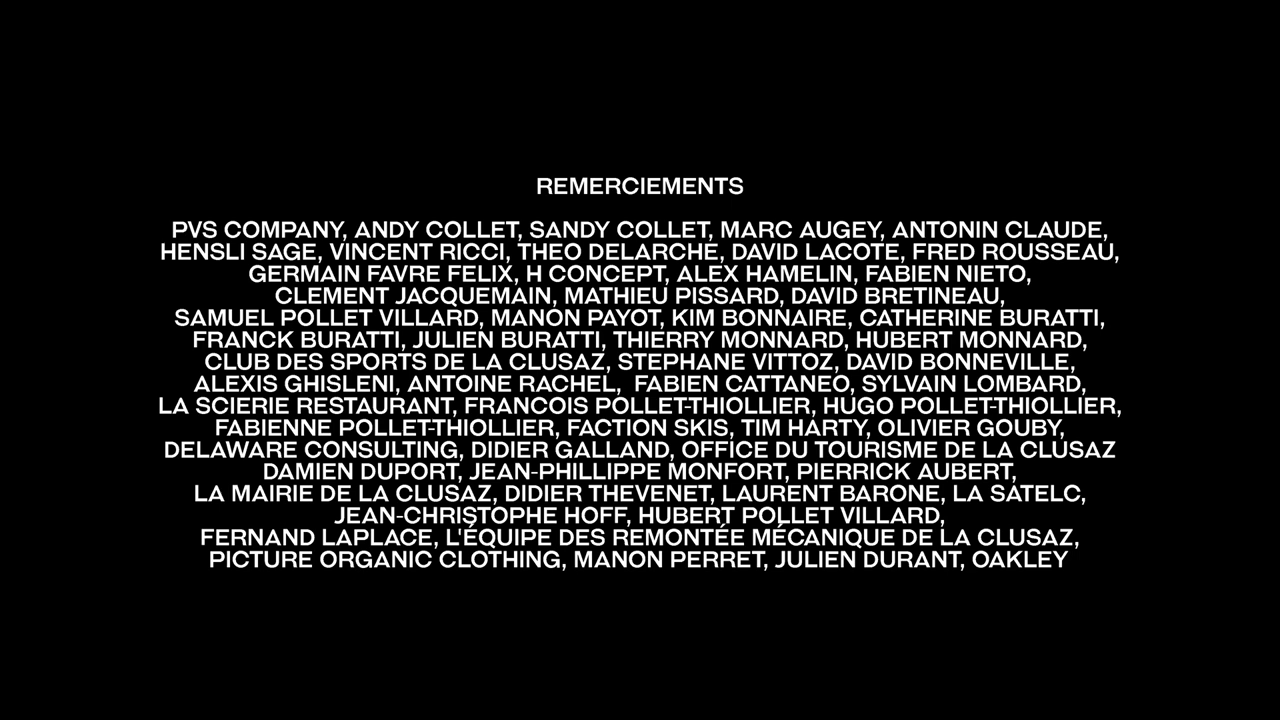 REMERCIEMENTS
PVS COMPANY, ANDY COLLET, SANDY COLLET, MARC AUGEY, ANTONIN CLAUDE,
HENSLI SAGE, VINCENT RICCI, THEO DELARCHE, DAVID LACOTE, FRED ROUSSEAU,
GERMAIN FAVRE FELIX, H CONCEPT, ALEX HAMELIN, FABIEN NIETO,
CLEMENT JACQUEMAIN, MATHIEU PISSARD, DAVID BRETINEAU,
SAMUEL POLLET VILLARD, MANON PAYOT, KIM BONNAIRE, CATHERINE BURATTI,
FRANCK BURATTI, JULIEN BURATTI, THIERRY MONNARD, HUBERT MONNARD,
CLUB DES SPORTS DE LA CLUSAZ, STEPHANE VITTOZ, DAVID BONNEVILLE,
ALEXIS GHISLENI, ANTOINE RACHEL,  FABIEN CATTANEO, SYLVAIN LOMBARD,
LA SCIERIE RESTAURANT, FRANCOIS POLLET-THIOLLIER, HUGO POLLET-THIOLLIER,
FABIENNE POLLET-THIOLLIER, FACTION SKIS, TIM HARTY, OLIVIER GOUBY,
DELAWARE CONSULTING, DIDIER GALLAND, OFFICE DU TOURISME DE LA CLUSAZ
DAMIEN DUPORT, JEAN-PHILLIPPE MONFORT, PIERRICK AUBERT,
LA MAIRIE DE LA CLUSAZ, DIDIER THEVENET, LAURENT BARONE, LA SATELC,
JEAN-CHRISTOPHE HOFF, HUBERT POLLET VILLARD,
FERNAND LAPLACE, L'ÉQUIPE DES REMONTÉE MÉCANIQUE DE LA CLUSAZ,
PICTURE ORGANIC CLOTHING, MANON PERRET, JULIEN DURANT, OAKLEY